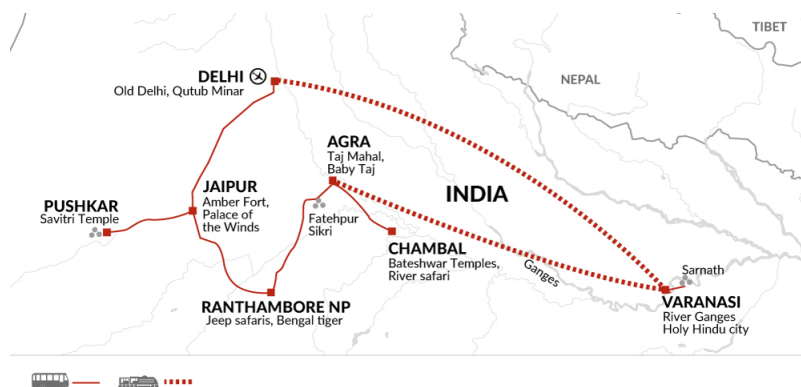 TIBET
NEPAL
DELHI
Old Delhi, Qutub Minar
AGRA
Taj Mahal,
Baby Taj
INDIA
JAIPUR
Amber Fort,
Palace of
the Winds
PUSHKAR
Savitri Temple
Fatehpur
Sikri
CHAMBAL
Bateshwar Temples,
River safari
Ganges
Sarnath
RANTHAMBORE NP
Jeep safaris, Bengal tiger
VARANASI
River Ganges
Holy Hindu city